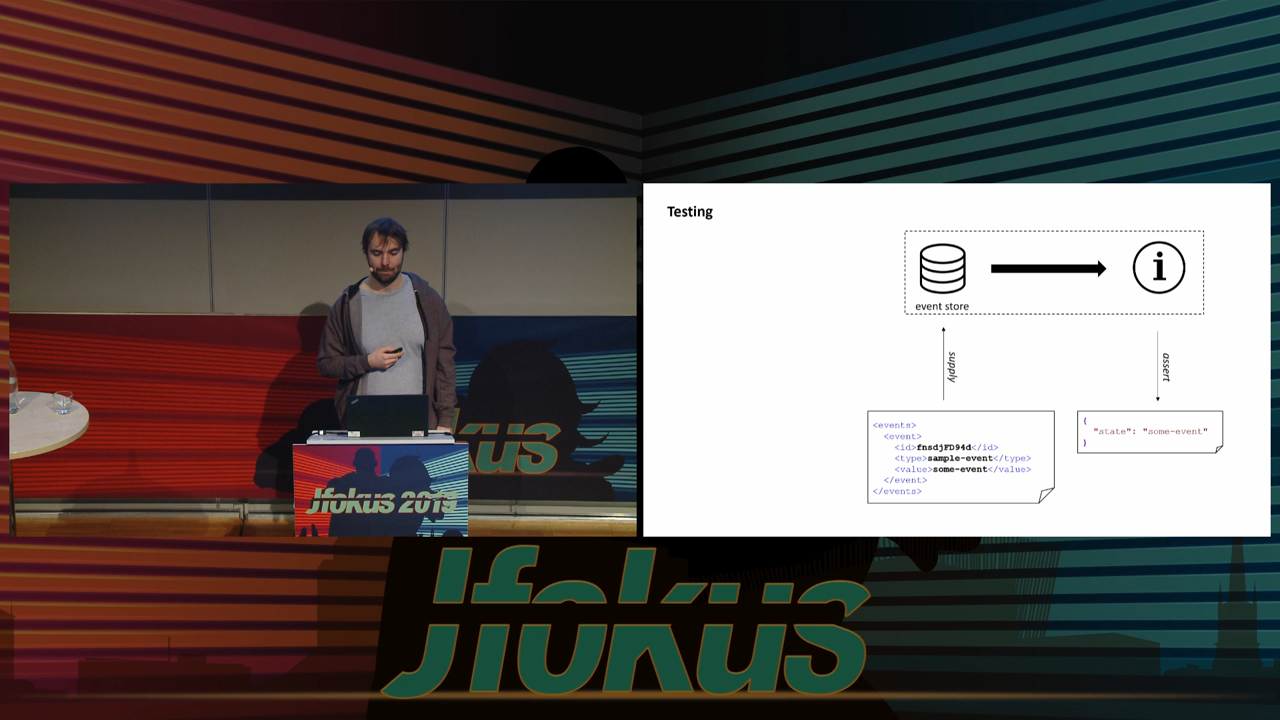 Testing
event store
supply
assert
<events>
<event>
<id>fnsdjFD94d</id>
<type>sample-event</type>
<value>some-event</value>
</event>
</events>
{
"state": "some-event"
}
kus
Jfokus 2019
Jfokus